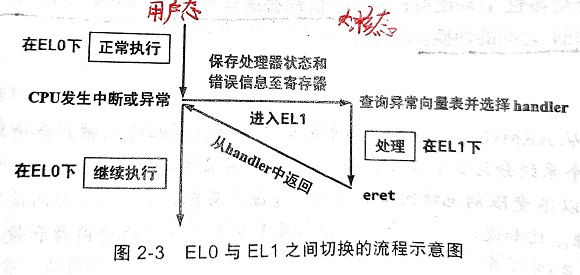 用户态
内核态
在EL0下 正常执行
保存处理器状态和
错误信息至寄存器
CPU发生中断或异常
查询异常向量表并选择 handler
进入EL1
处理 在EL1下
从handler中返回
在EL0下 继续执行
eret
图 2-3 EL0 与 EL1 之间切换的流程示意图